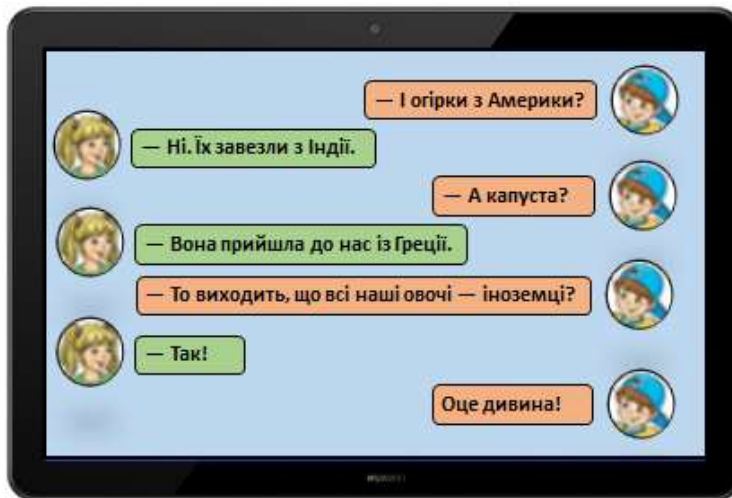 — І огірки з Америки?
— Ні. Їх завезли з Індії.
— А капуста?
— Вона прийшла до нас із Греції.
— То виходить, що всі наші овочі — іноземці?
— Так!
Оце дивина!